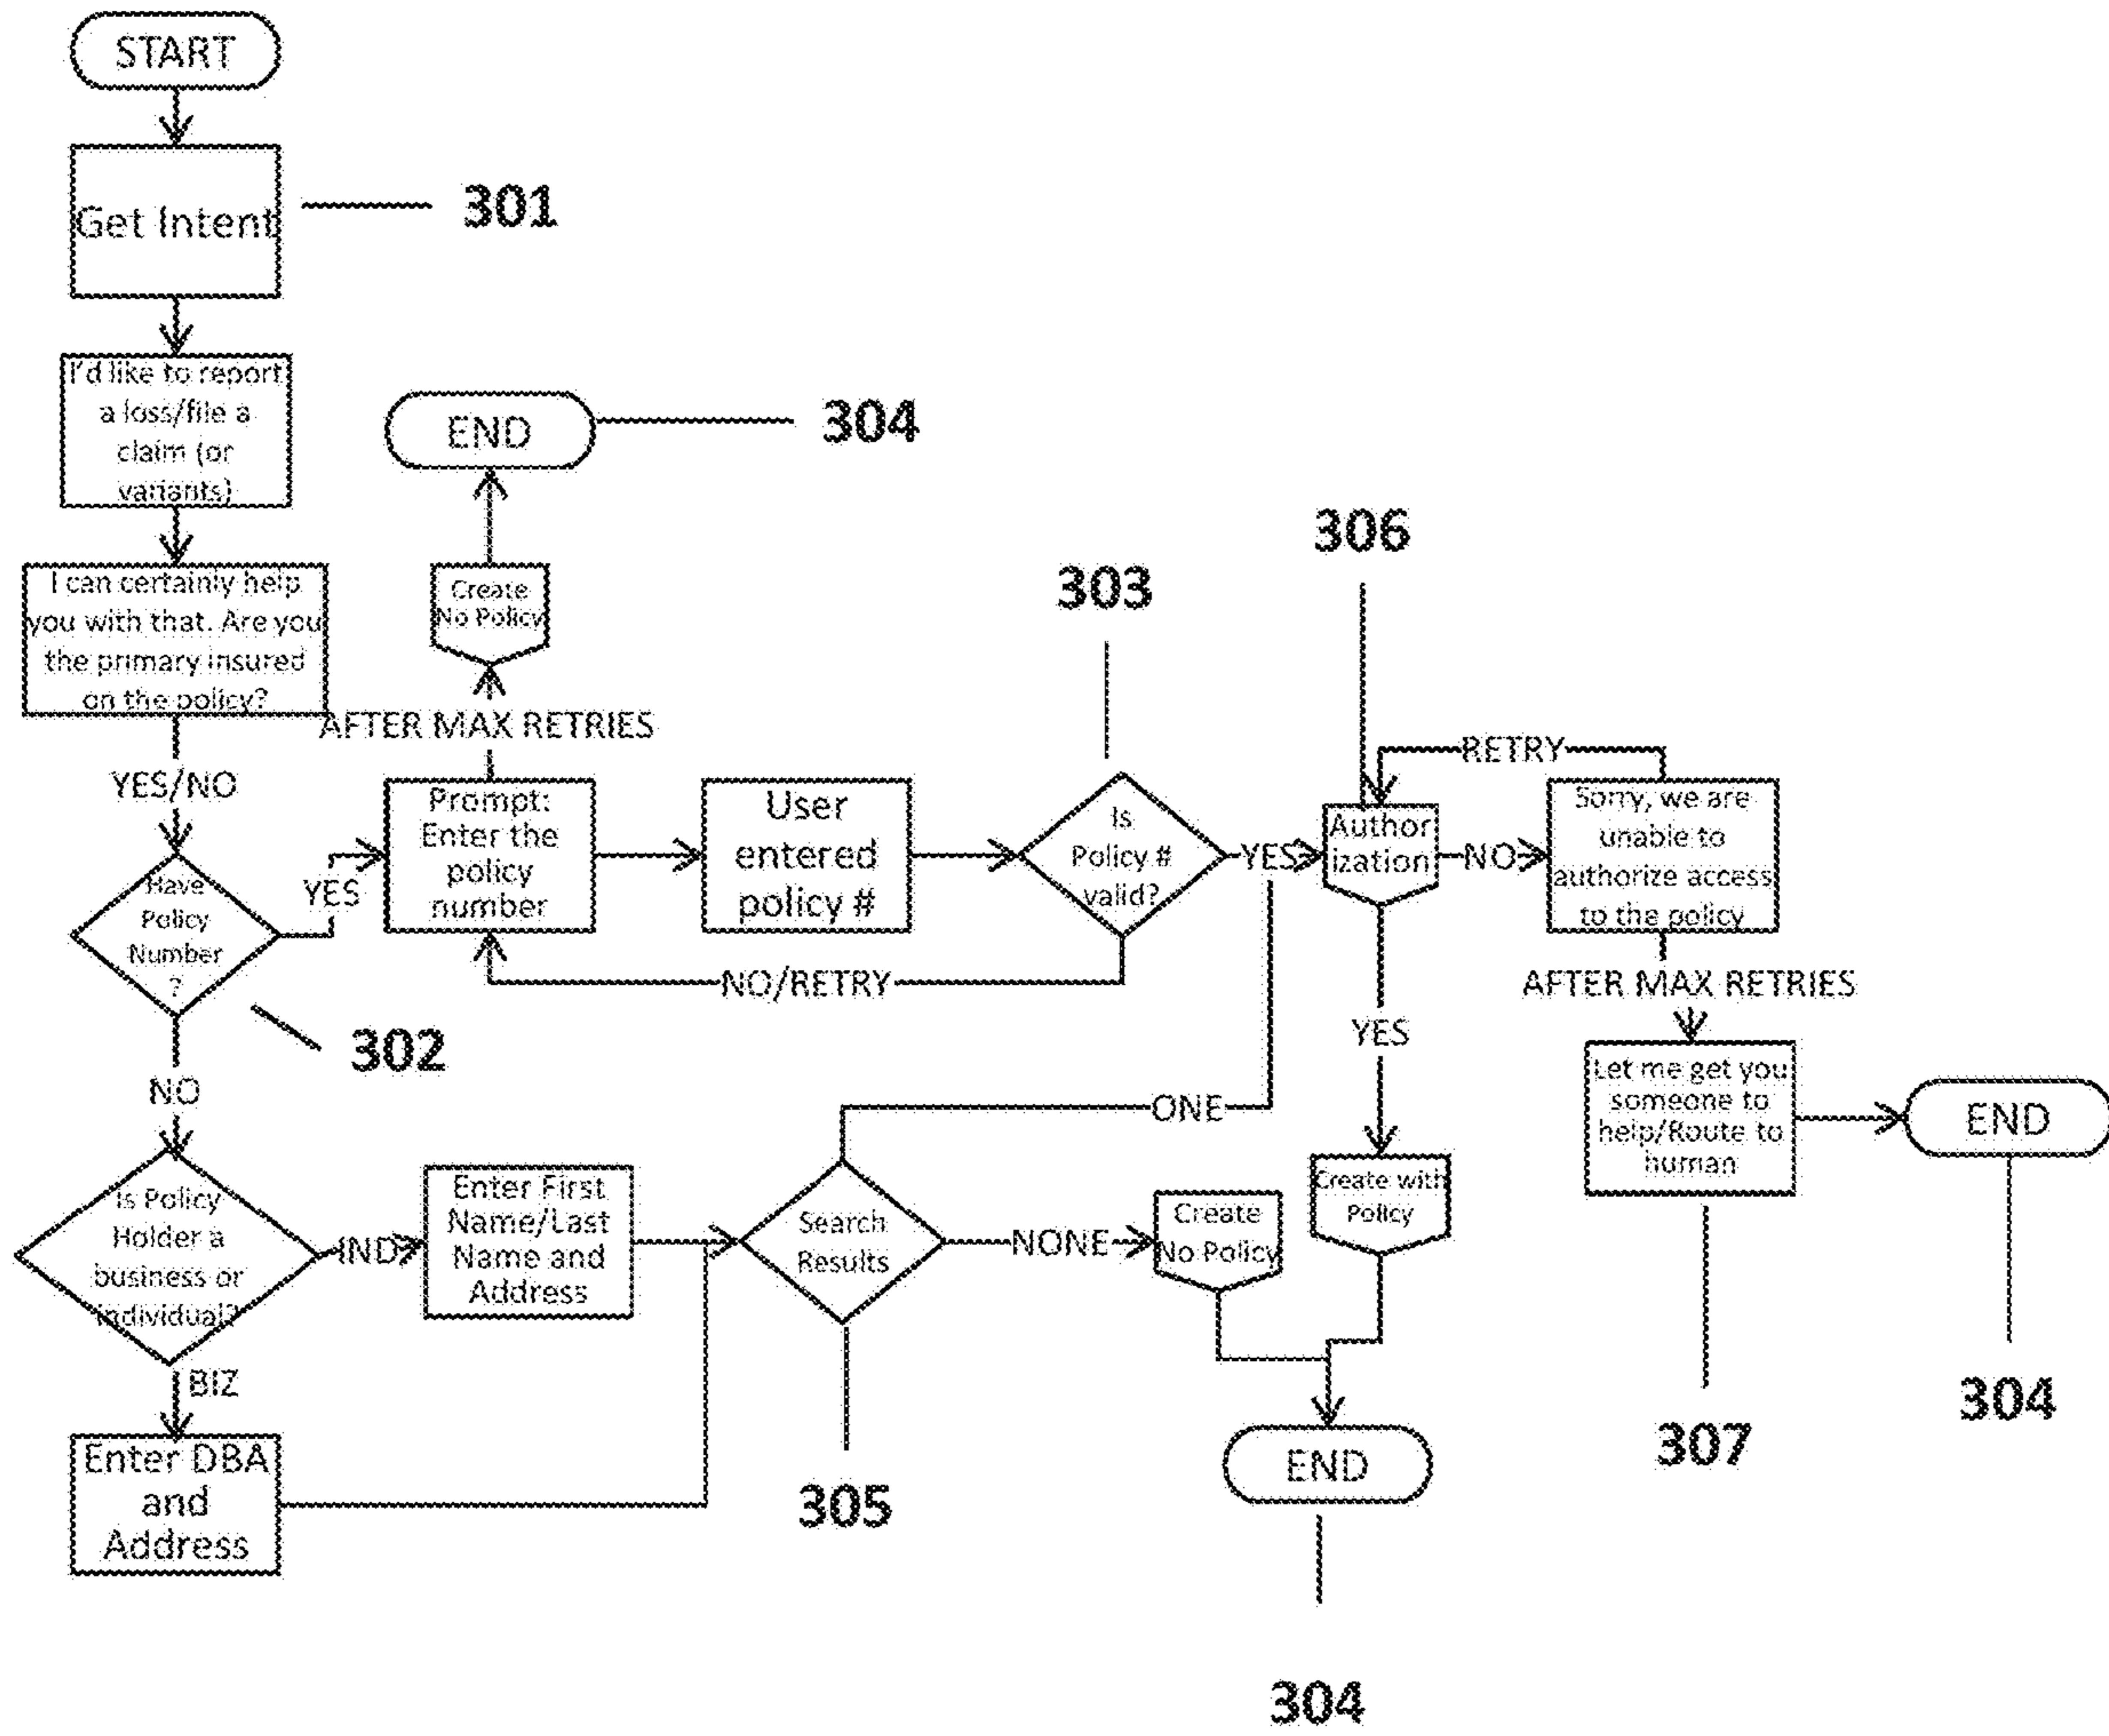 START
Get Intent
301
I'd like to report
a loss/file a
claim (or
variants)
I can certainly help
you with that. Are you
the primary insured
on the policy?
YES/NO
Have
Policy
Number
?
302
YES
NO
END
304
Create
No Policy
AFTER MAX RETRIES
Prompt:
Enter the
policy
number
User
entered
policy #
303
Is
Policy #
valid?
NO/RETRY
YES
306
Author
ization
RETRY
NO
Sorry, we are
unable to
authorize access
to the policy
AFTER MAX RETRIES
Let me get you
someone to
help/Route to
human
307
END
304
YES
Create with
Policy
Is Policy
Holder a
business or
individual?
IND
Enter First
Name/Last
Name and
Address
BIZ
Enter DBA
and
Address
Search
Results
305
ONE
NONE
Create
No Policy
END
304